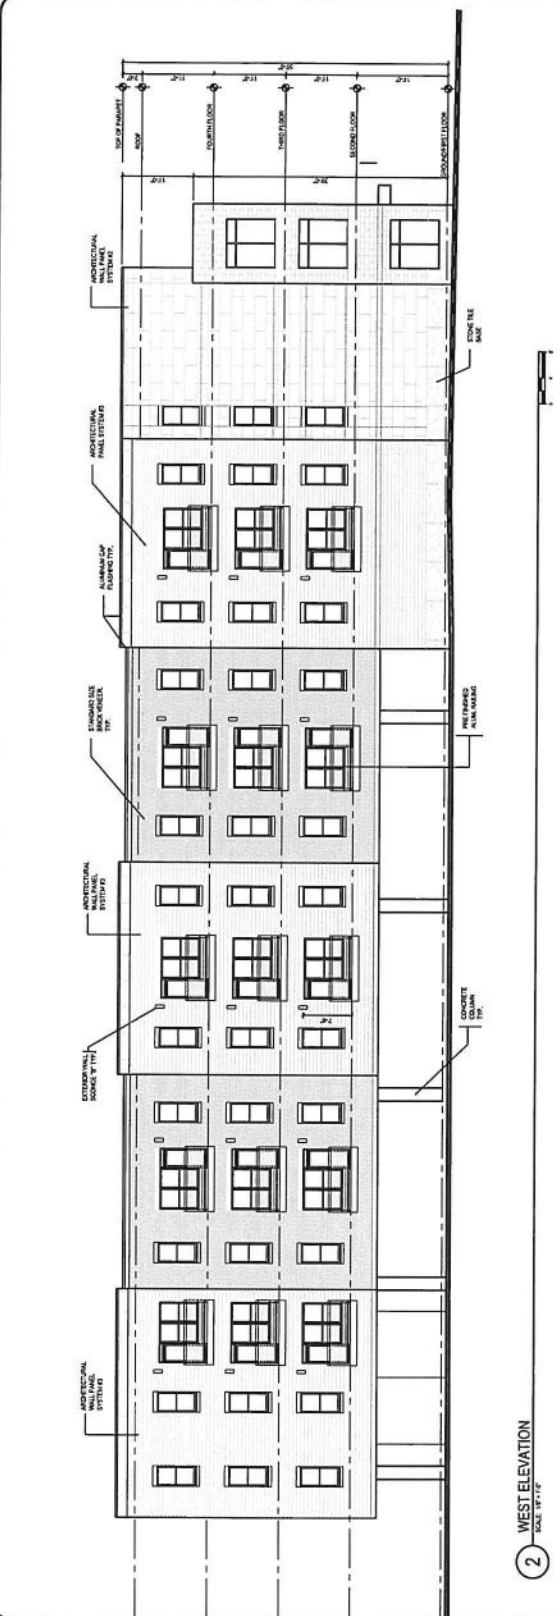 ARCHITECTURAL
WALL PANEL
SYSTEM #3
EXTERIOR WALL
SCONCE "B" TYP.
ARCHITECTURAL
WALL PANEL
SYSTEM #3
STANDARD SIZE
BRICK VENEER,
TYP.
ALUMINUM CAP
FLASHING TYP.
ARCHITECTURAL
PANEL SYSTEM #3
ARCHITECTURAL
WALL PANEL
SYSTEM #2
TOP OF PARAPET
ROOF
FOURTH FLOOR
THIRD FLOOR
SECOND FLOOR
GROUND/FIRST FLOOR
CONCRETE
COLUMN
TYP.
PRE FINISHED
ALUM. RAILING
STONE TILE
BASE
2
WEST ELEVATION